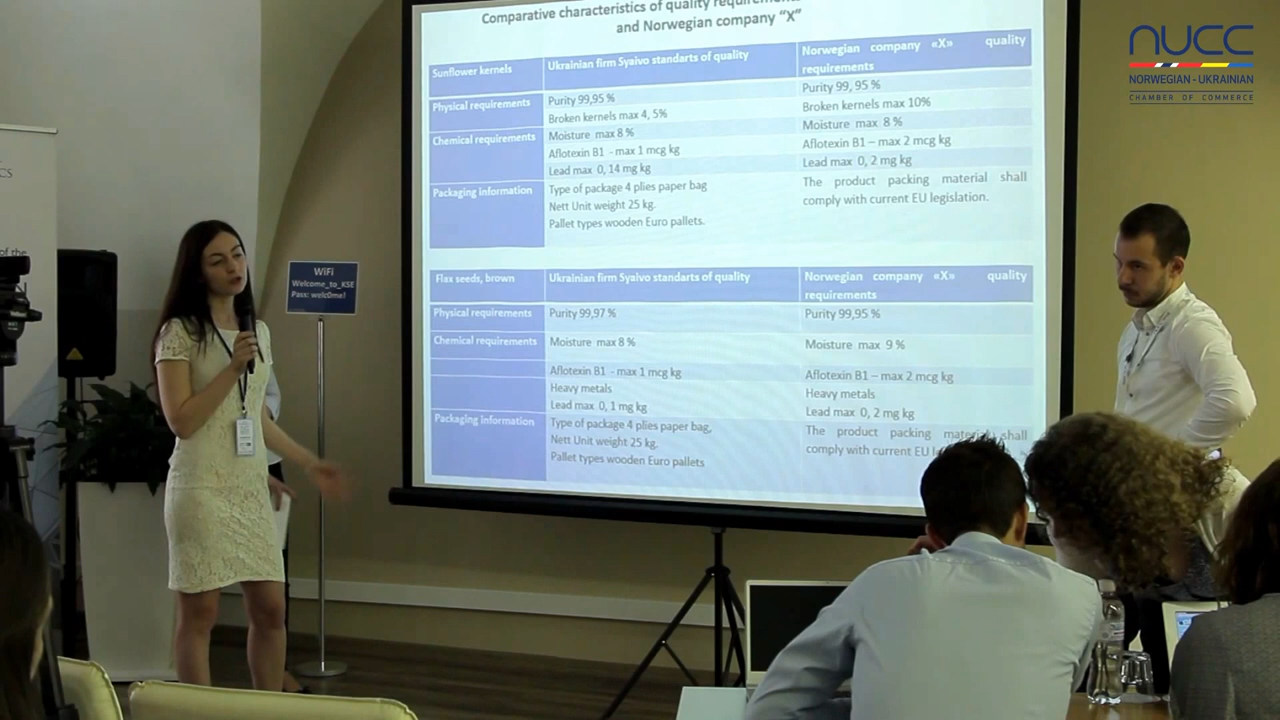 Comparative characteristics of quality
and Norwegian company “X”
Sunflower kernels
Ukrainian firm Syaivo standarts of quality
Norwegian company «X» quality
requirements
Physical requirements
Purity 99,95 %
Broken kernels max 4, 5%
Purity 99, 95 %
Broken kernels max 10%
Chemical requirements
Moisture max 8 %
Aflotexin B1 - max 1 mcg kg
Lead max 0, 14 mg kg
Moisture max 8 %
Aflotexin B1 – max 2 mcg kg
Lead max 0, 2 mg kg
Packaging information
Type of package 4 plies paper bag
Nett Unit weight 25 kg.
Pallet types wooden Euro pallets.
The product packing material shall
comply with current EU legislation.
Flax seeds, brown
Ukrainian firm Syaivo standarts of quality
Norwegian company «X» quality
requirements
Physical requirements
Purity 99,97 %
Purity 99,95 %
Chemical requirements
Moisture max 8 %
Moisture max 9 %
Aflotexin B1 - max 1 mcg kg
Heavy metals
Lead max 0, 1 mg kg
Aflotexin B1 – max 2 mcg kg
Heavy metals
Lead max 0, 2 mg kg
Packaging information
Type of package 4 plies paper bag,
Nett Unit weight 25 kg.
Pallet types wooden Euro pallets
The product packing material shall
comply with current EU
WiFi
Welcome_to_KSE
Pass: welc0me!
of the
NUCC
NORWEGIAN - UKRAINIAN
CHAMBER OF COMMERCE